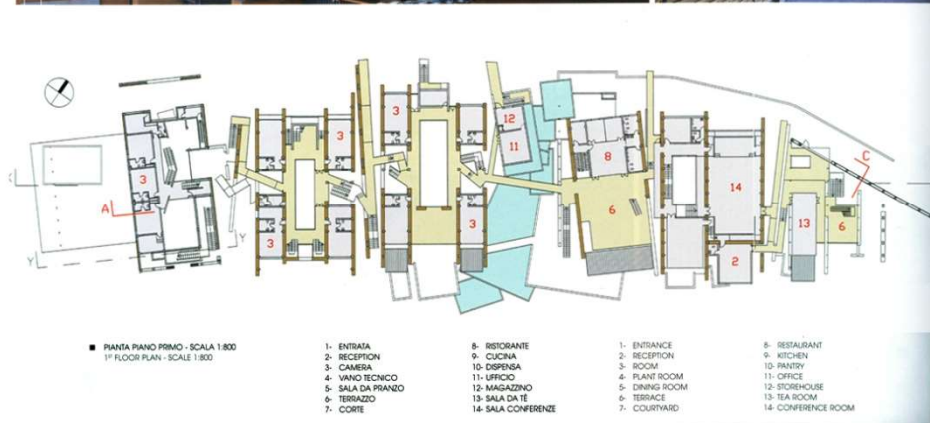 3
A
3
3
3
3
12
11
8
6
14
2
13
6
C
Y
Y
PIANTA PIANO PRIMO - SCALA 1:800
1ST FLOOR PLAN - SCALE 1:800
1- ENTRATA
2- RECEPTION
3- CAMERA
4- VANO TECNICO
5- SALA DA PRANZO
6- TERRAZZO
7- CORTE
8- RISTORANTE
9- CUCINA
10- DISPENSA
11- UFFICIO
12- MAGAZZINO
13- SALA DA TÈ
14- SALA CONFERENZE
1- ENTRANCE
2- RECEPTION
3- ROOM
4- PLANT ROOM
5- DINING ROOM
6- TERRACE
7- COURTYARD
8- RESTAURANT
9- KITCHEN
10- PANTRY
11- OFFICE
12- STOREHOUSE
13- TEA ROOM
14- CONFERENCE ROOM